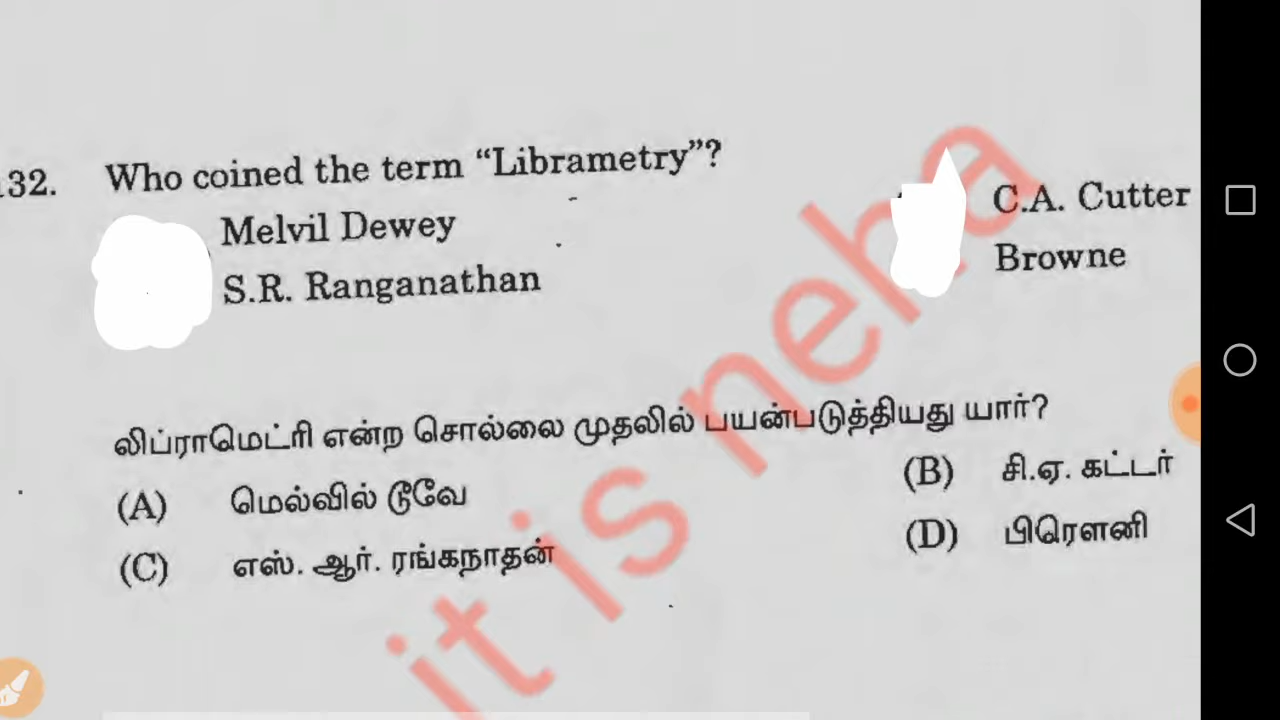 132. Who coined the term “Librametry”?
Melvil Dewey C.A. Cutter
S.R. Ranganathan Browne
லிப்ராமெட்ரி என்ற சொல்லை முதலில் பயன்படுத்தியது யார்?
(A) மெல்வில் டூவே (B) சி.ஏ. கட்டர்
(C) எஸ். ஆர். ரங்கநாதன் (D) பிரௌனி
it is neha